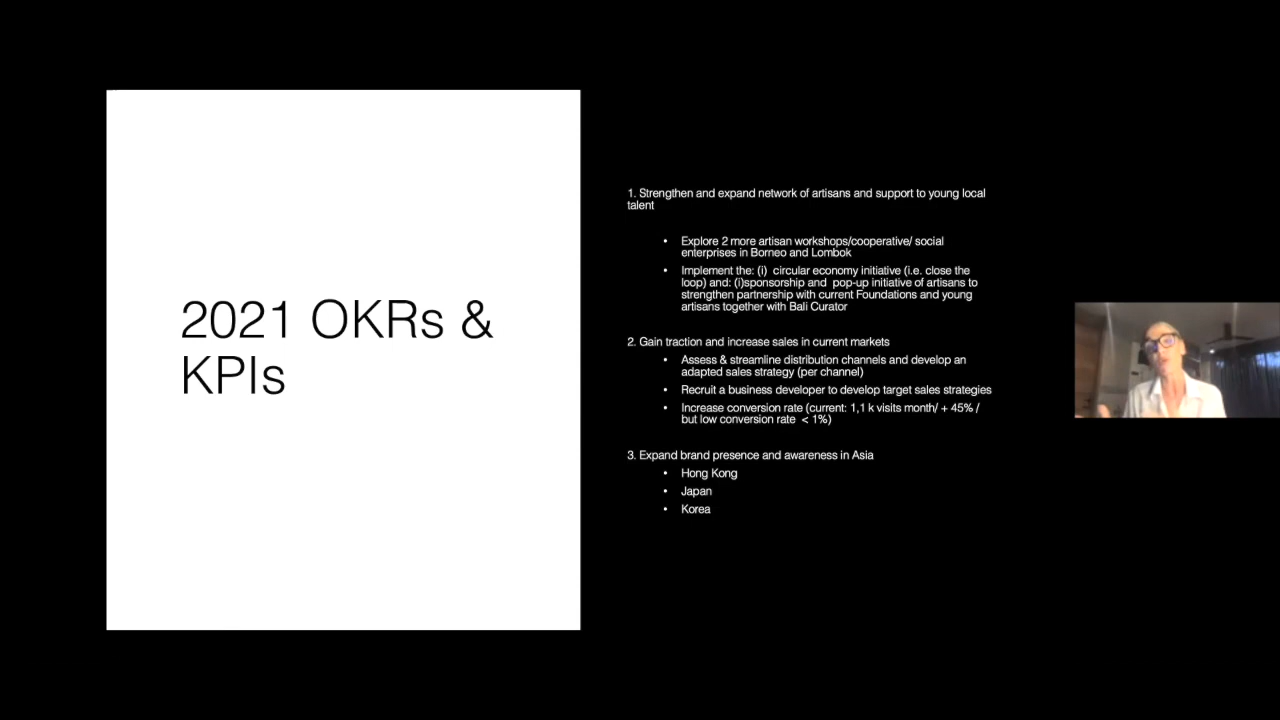 2021 OKRs &
KPIs
1. Strengthen and expand network of artisans and support to young local
talent
• Explore 2 more artisan workshops/cooperative/ social
enterprises in Borneo and Lombok
• Implement the: (i)  circular economy initiative (i.e. close the
loop) and: (i)sponsorship and  pop-up initiative of artisans to
strengthen partnership with current Foundations and young
artisans together with Bali Curator
2. Gain traction and increase sales in current markets
• Assess & streamline distribution channels and develop an
adapted sales strategy (per channel)
• Recruit a business developer to develop target sales strategies
• Increase conversion rate (current: 1,1 k visits month/ + 45% /
but low conversion rate  < 1%)
3. Expand brand presence and awareness in Asia
• Hong Kong
• Japan
• Korea